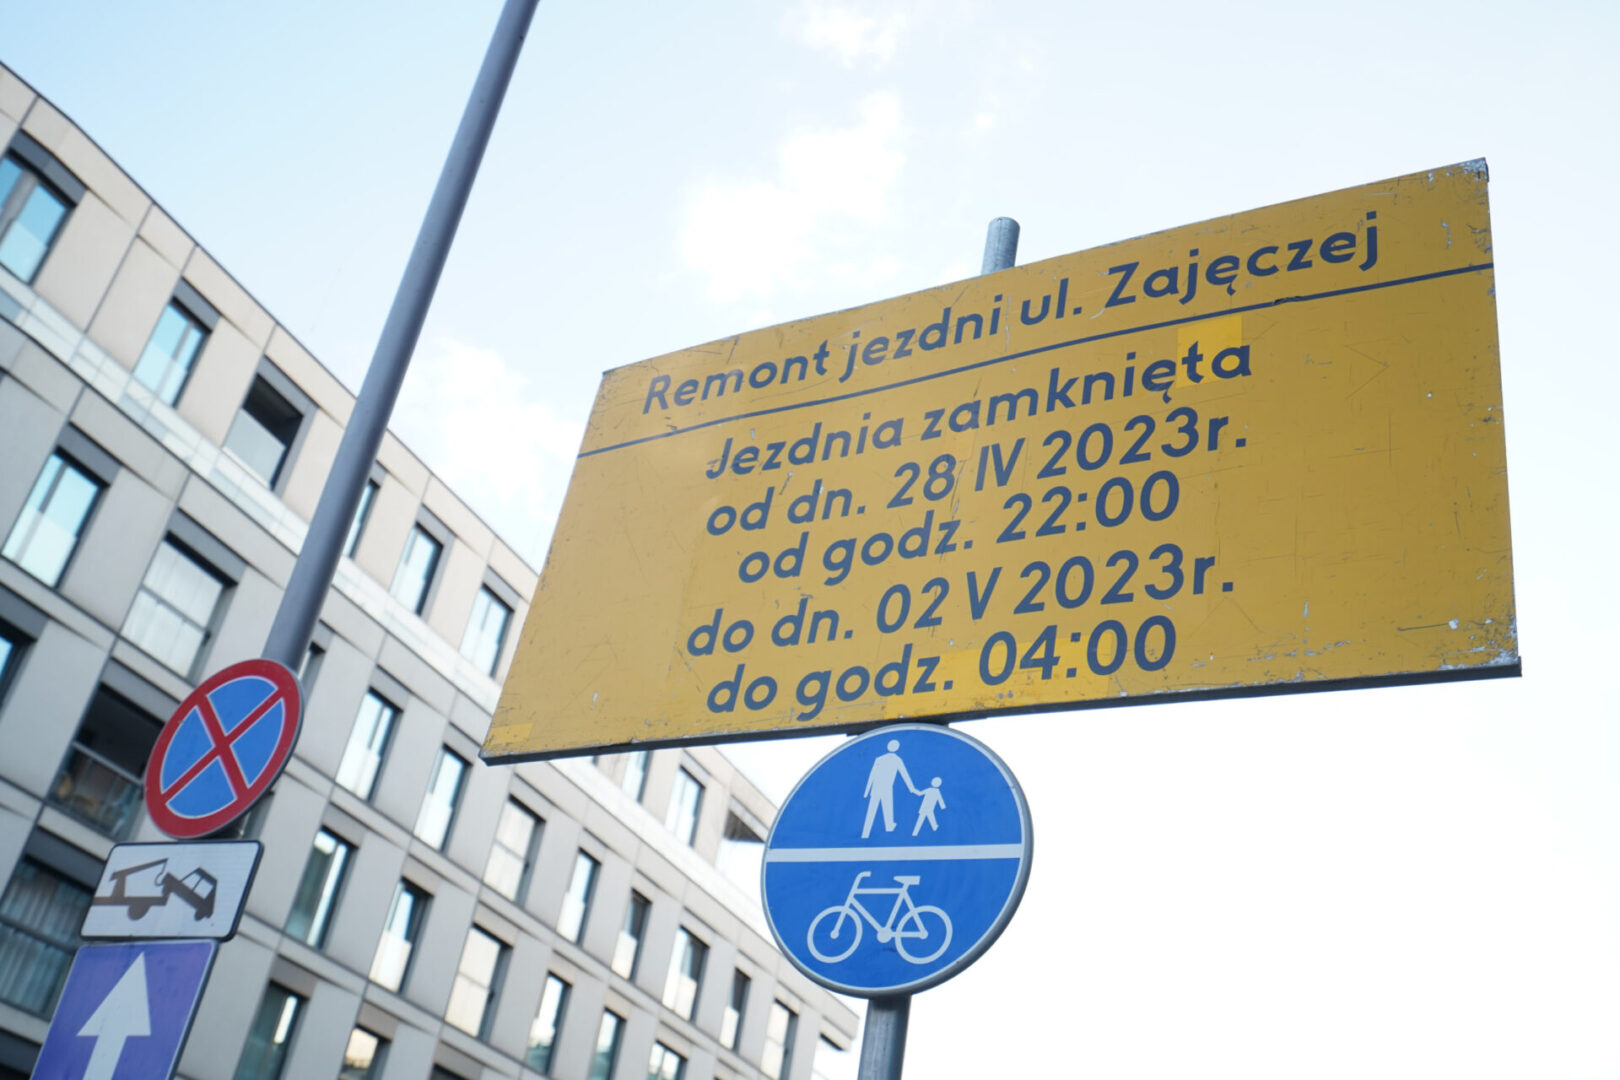 Remont jezdni ul. Zajęczej
Jezdnia zamknięta
od dn. 28 IV 2023r.
od godz. 22:00
do dn. 02 V 2023r.
do godz. 04:00